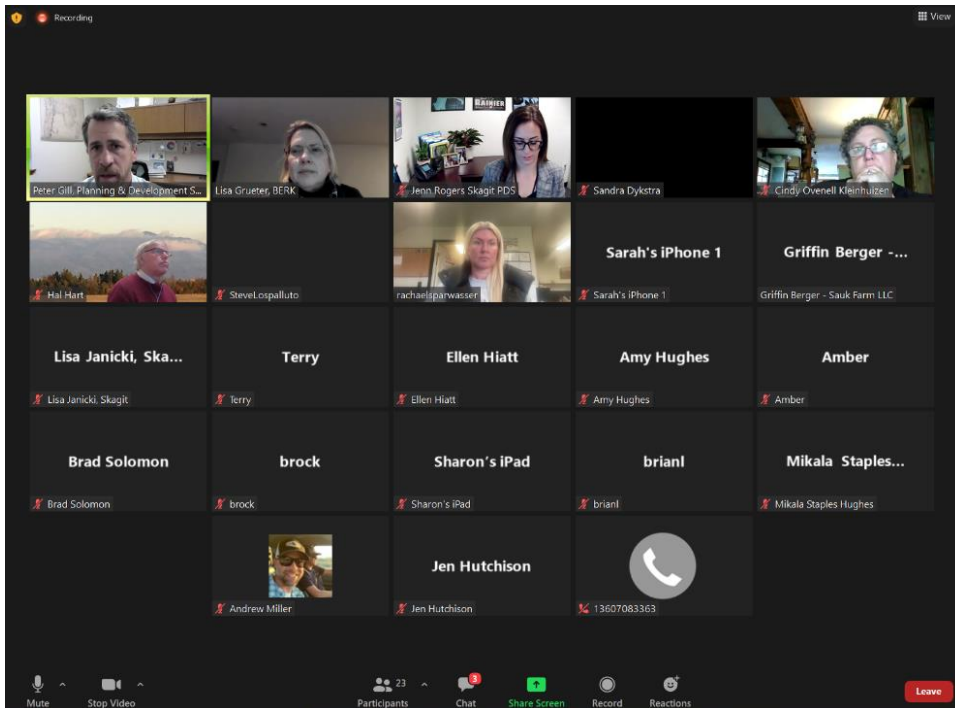 Recording
View
RAINIER
Peter Gill, Planning & Development S...
Lisa Grueter, BERK
Jenn Rogers Skagit PDS
Sandra Dykstra
Cindy Ovenell Kleinhuizen
Hal Hart
SteveLospalluto
rachaelsparwasser
Sarah's iPhone 1
Sarah's iPhone 1
Griffin Berger -...
Griffin Berger - Sauk Farm LLC
Lisa Janicki, Ska...
Lisa Janicki, Skagit
Terry
Terry
Ellen Hiatt
Ellen Hiatt
Amy Hughes
Amy Hughes
Amber
Amber
Brad Solomon
Brad Solomon
brock
brock
Sharon's iPad
Sharon's iPad
brianl
brianl
Mikala Staples...
Mikala Staples Hughes
Andrew Miller
Jen Hutchison
Jen Hutchison
13607083363
Mute
Stop Video
23
Participants
3
Chat
Share Screen
Record
Reactions
Leave